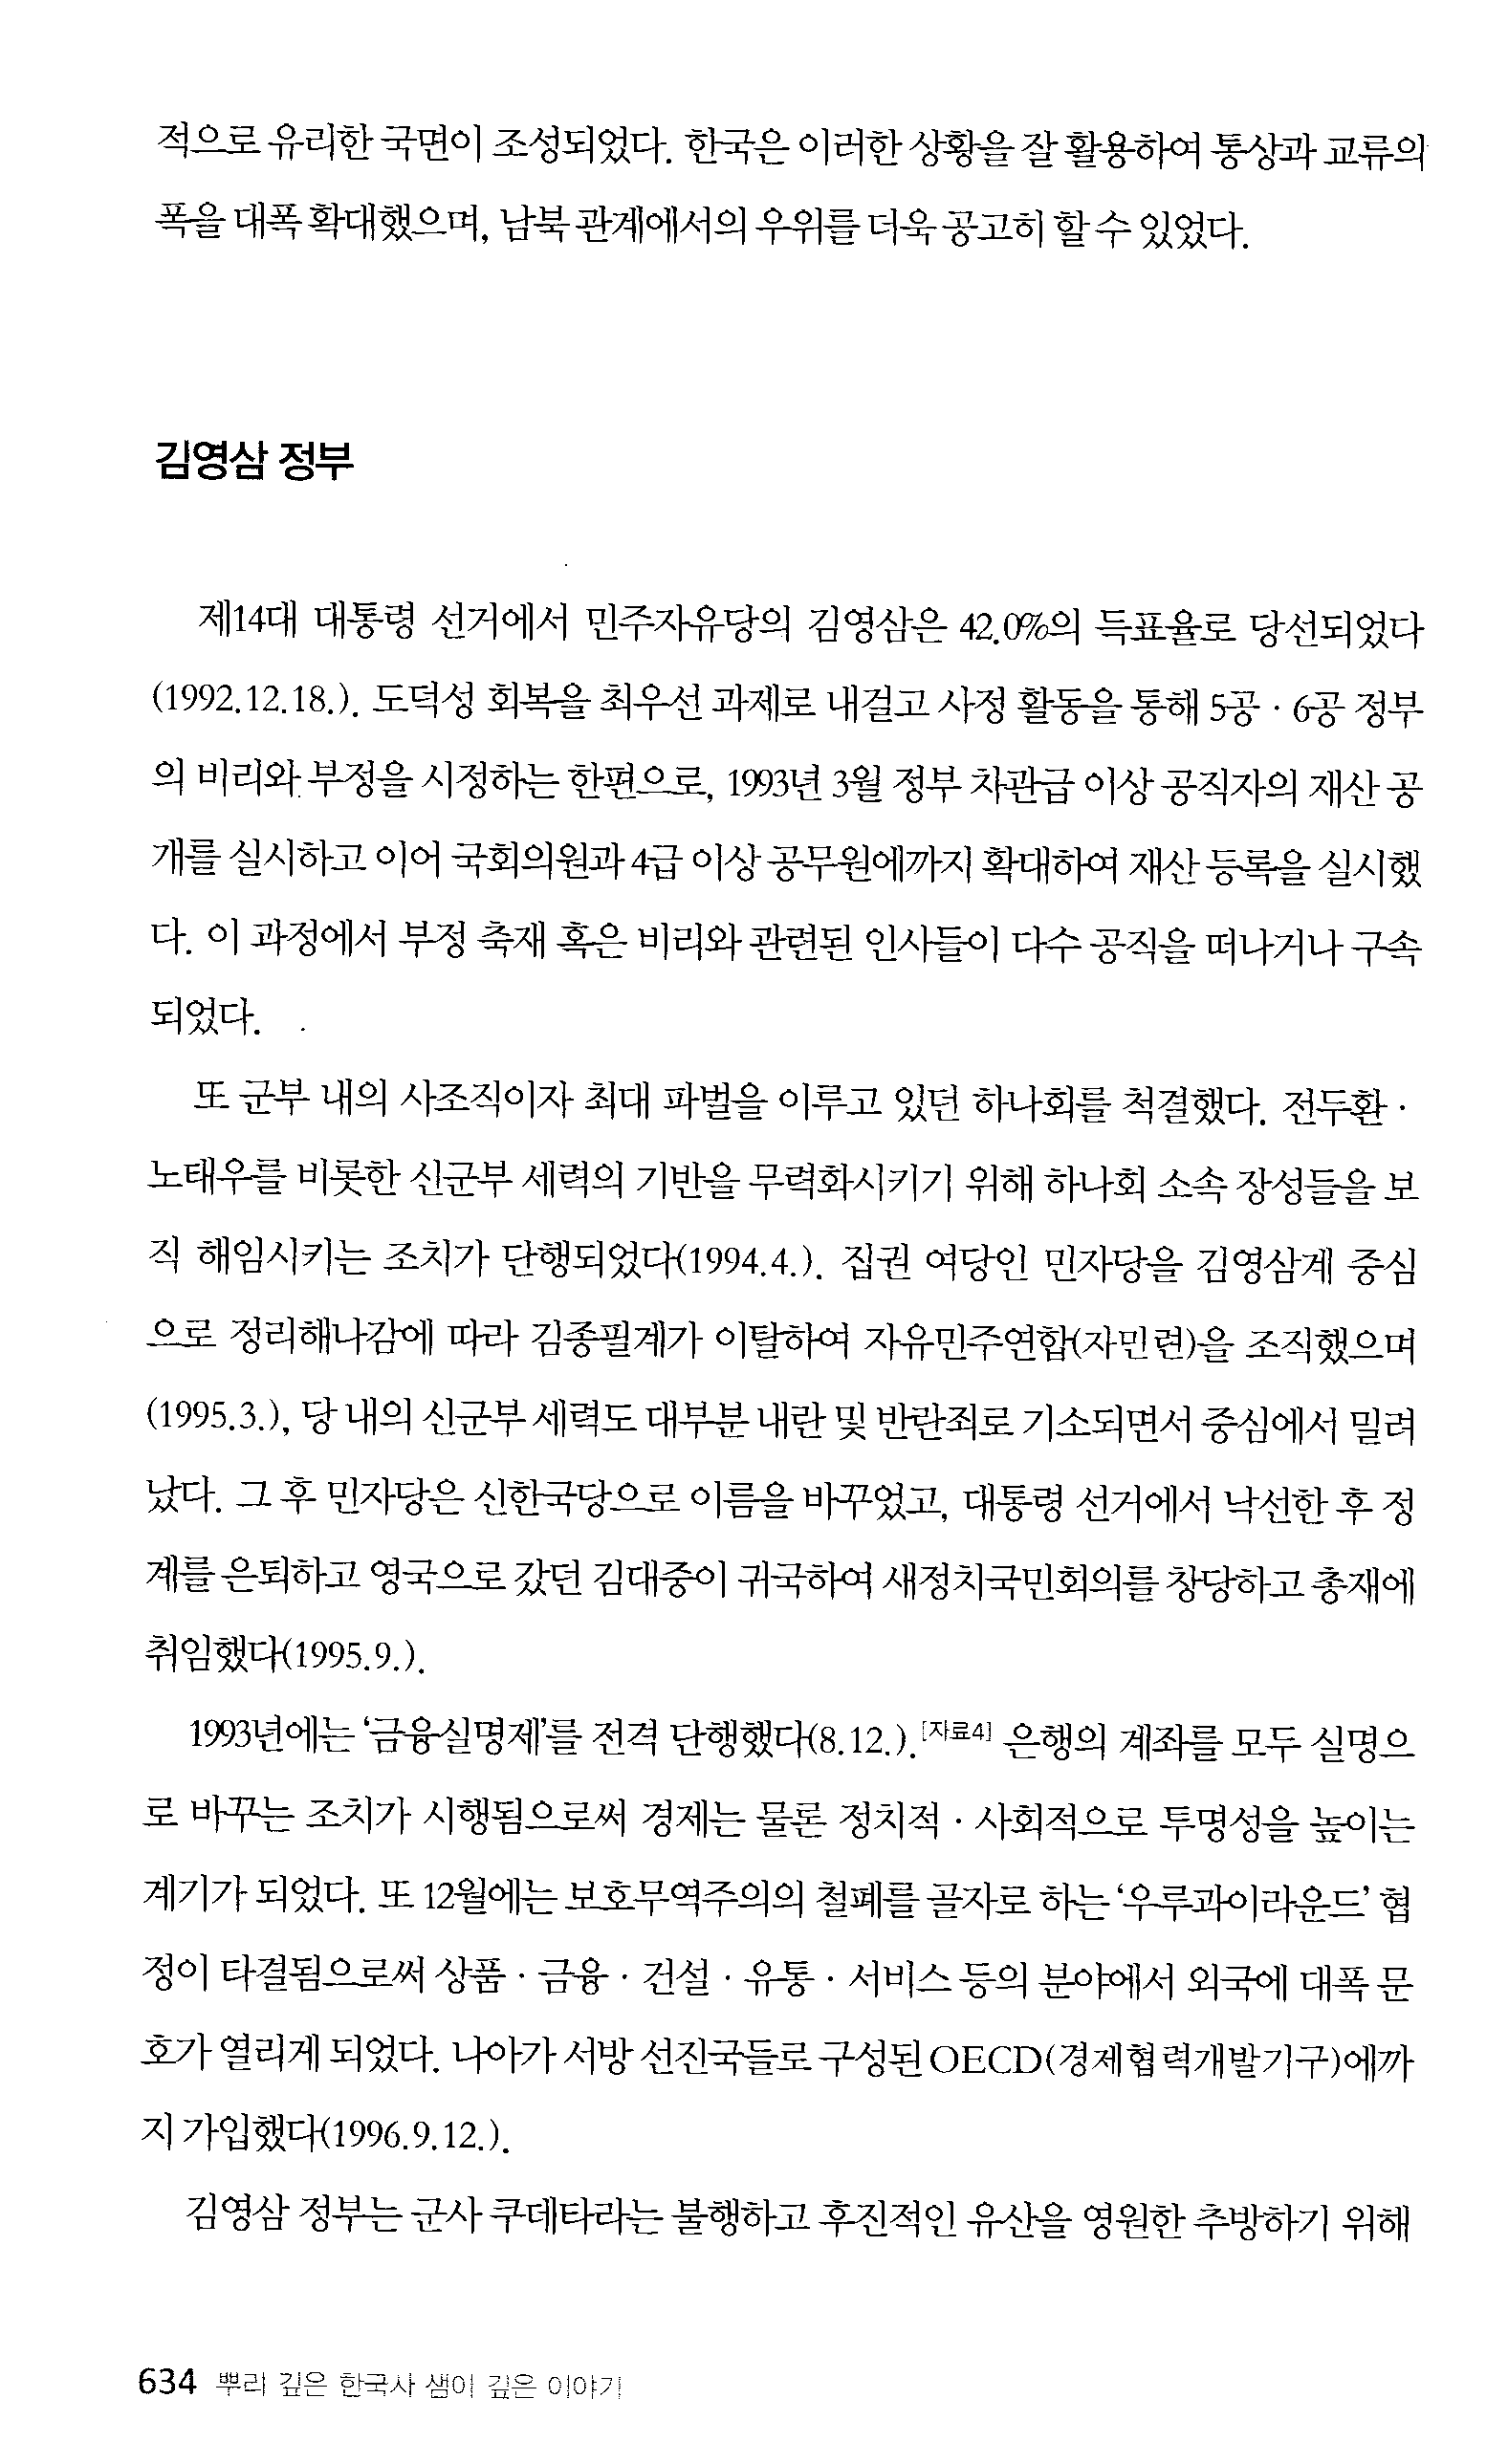 적으로 유리한 국면이 조성되었다. 한국은 이러한 상황을 잘 활용하여 통상과 교류의
폭을 대폭 확대했으며, 남북 관계에서의 우위를 더욱 공고히 할 수 있었다.
김영삼 정부
제14대 대통령 선거에서 민주자유당의 김영삼은 42.0%의 득표율로 당선되었다
(1992.12.18.). 도덕성 회복을 최우선 과제로 내걸고 사정 활동을 통해 5공 · 6공 정부
의 비리와 부정을 시정하는 한편으로, 1993년 3월 정부 차관급 이상 공직자의 재산 공
개를 실시하고 이어 국회의원과 4급 이상 공무원에까지 확대하여 재산 등록을 실시했
다. 이 과정에서 부정 축재 혹은 비리와 관련된 인사들이 다수 공직을 떠나거나 구속
되었다.
또 군부 내의 사조직이자 최대 파벌을 이루고 있던 하나회를 척결했다. 전두환 ·
노태우를 비롯한 신군부 세력의 기반을 무력화시키기 위해 하나회 소속 장성들을 보
직 해임시키는 조치가 단행되었다(1994.4.). 집권 여당인 민자당을 김영삼계 중심
으로 정리해나감에 따라 김종필계가 이탈하여 자유민주연합(자민련)을 조직했으며
(1995.3.), 당 내의 신군부 세력도 대부분 내란 및 반란죄로 기소되면서 중심에서 밀려
났다. 그 후 민자당은 신한국당으로 이름을 바꾸었고, 대통령 선거에서 낙선한 후 정
계를 은퇴하고 영국으로 갔던 김대중이 귀국하여 새정치국민회의를 창당하고 총재에
취임했다(1995.9.).
1993년에는 ‘금융실명제’를 전격 단행했다(8.12.).[자료4] 은행의 계좌를 모두 실명으
로 바꾸는 조치가 시행됨으로써 경제는 물론 정치적 · 사회적으로 투명성을 높이는
계기가 되었다. 또 12월에는 보호무역주의의 철폐를 골자로 하는 ‘우루과이라운드’ 협
정이 타결됨으로써 상품 · 금융 · 건설 · 유통 · 서비스 등의 분야에서 외국에 대폭 문
호가 열리게 되었다. 나아가 서방 선진국들로 구성된 OECD(경제협력개발기구)에까
지 가입했다(1996.9.12.).
김영삼 정부는 군사 쿠데타라는 불행하고 후진적인 유산을 영원한 추방하기 위해
634 뿌리 깊은 한국사 샘이 깊은 이야기